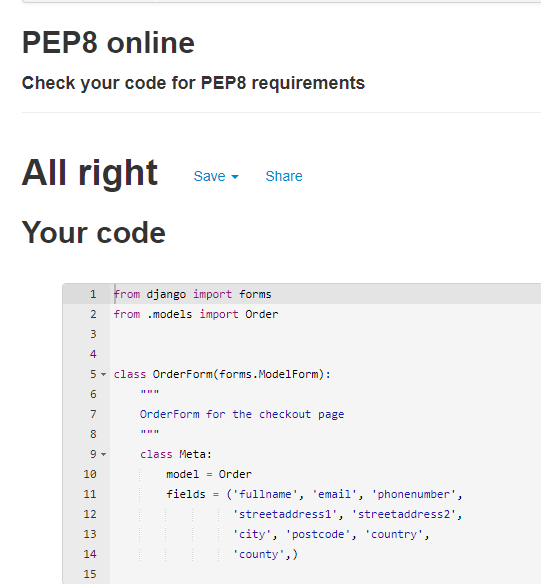 PEP8 online
Check your code for PEP8 requirements
All right Save Share
Your code
1 from django import forms
2 from .models import Order
3
4
5 class OrderForm(forms.ModelForm):
6 """
7 OrderForm for the checkout page
8 """
9 class Meta:
10 model = Order
11 fields = ('fullname', 'email', 'phonenumber',
12 'streetaddress1', 'streetaddress2',
13 'city', 'postcode', 'country',
14 'county',)
15